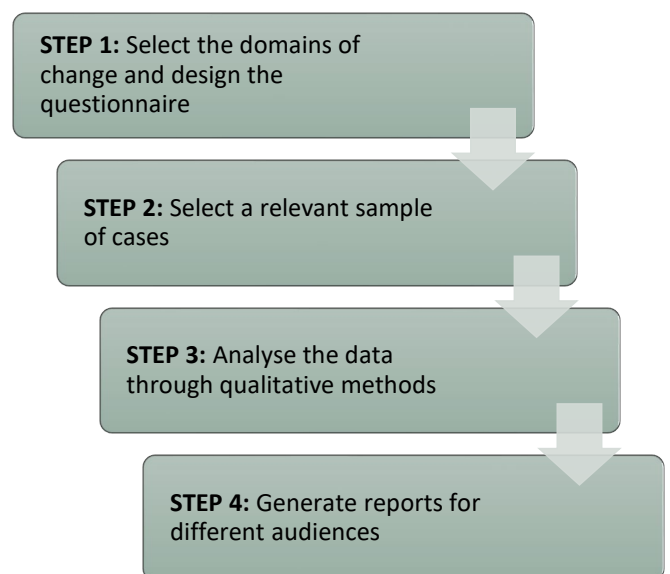 STEP 1: Select the domains of
change and design the
questionnaire
STEP 2: Select a relevant sample
of cases
STEP 3: Analyse the data
through qualitative methods
STEP 4: Generate reports for
different audiences